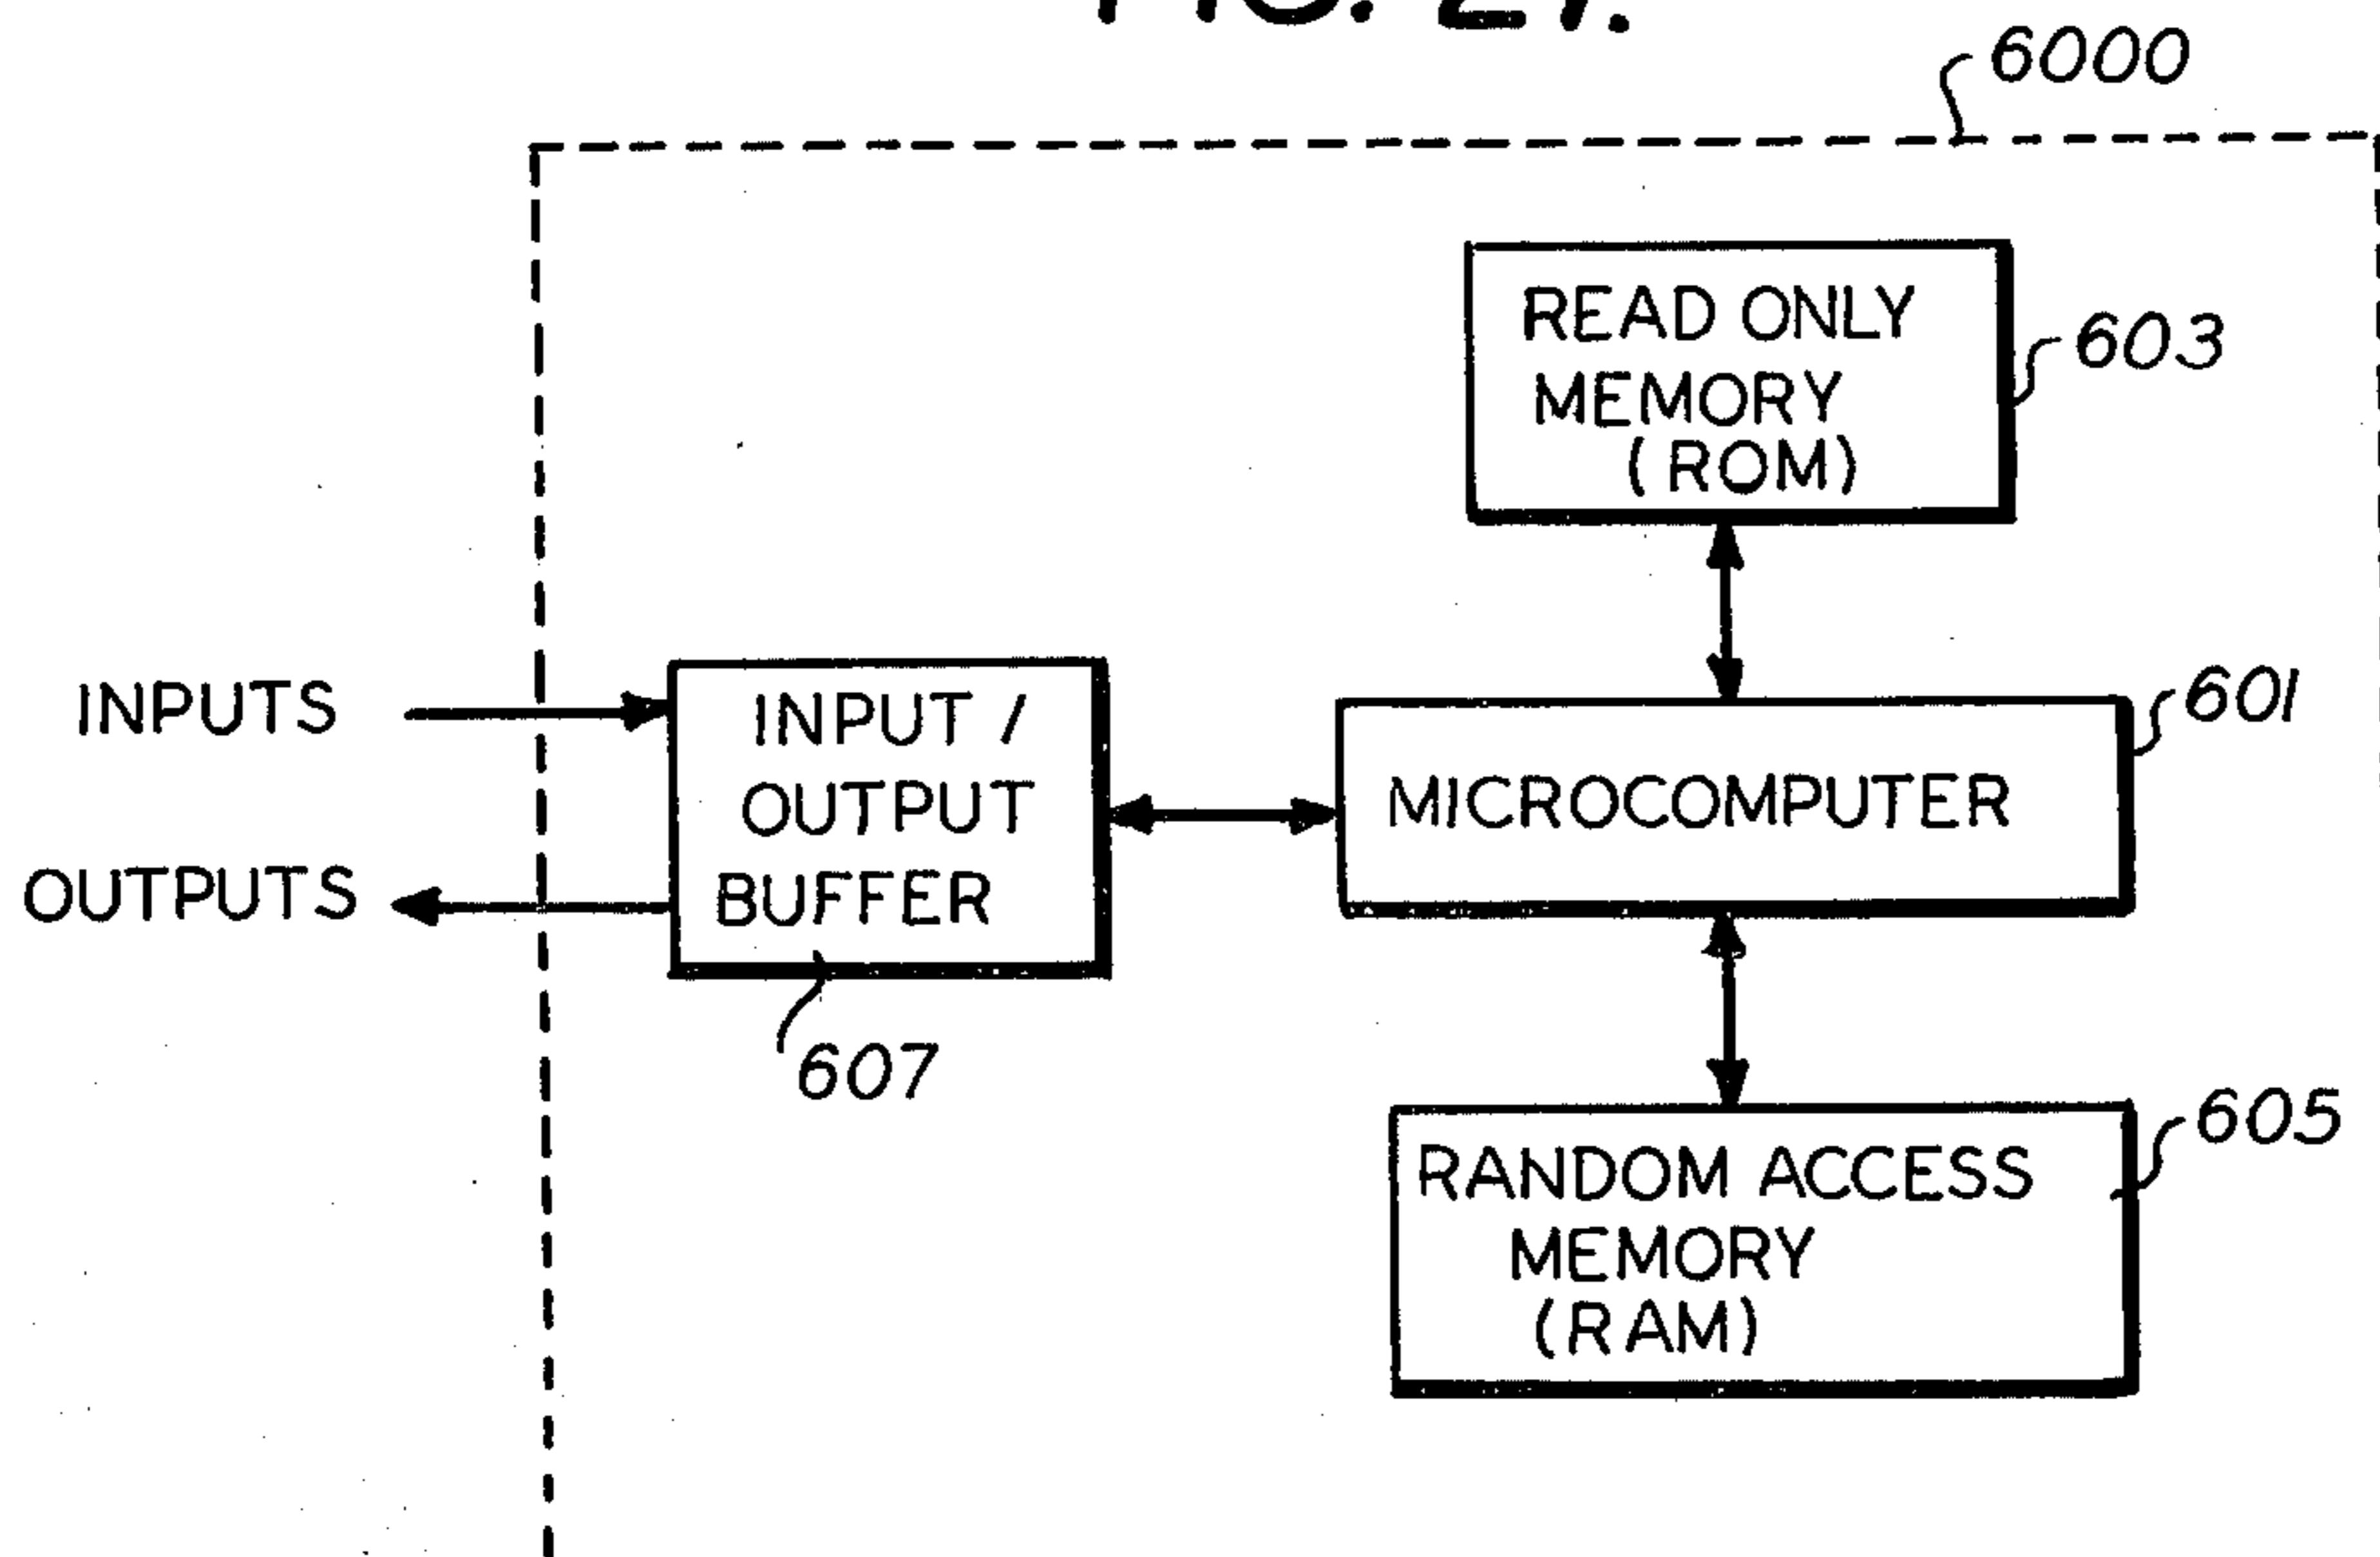 6000
READ ONLY
MEMORY
(ROM)
603
INPUTS
OUTPUTS
INPUT /
OUTPUT
BUFFER
607
MICROCOMPUTER
601
RANDOM ACCESS
MEMORY
(RAM)
605